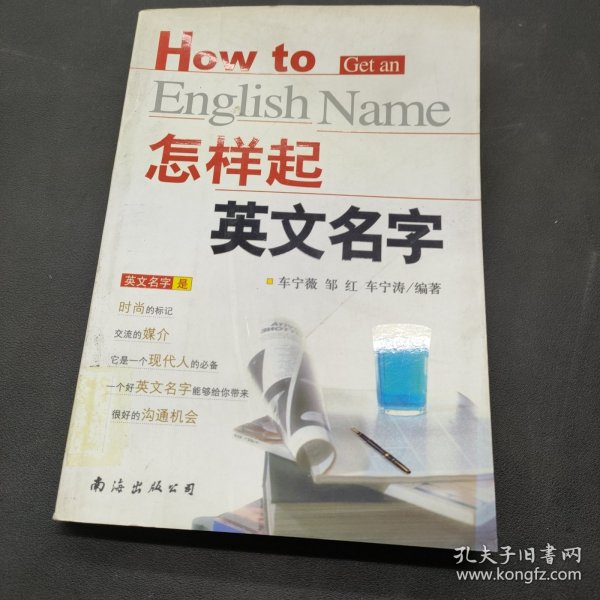 How to Get an
English Name
怎样起
英文名字
车宁薇 邹 红 车宁涛/编著
英文名字 是
时尚的标记
交流的媒介
它是一个现代人的必备
一个好英文名字能够给你带来
很好的沟通机会
南海出版公司
孔夫子旧书网
www.kongfz.com